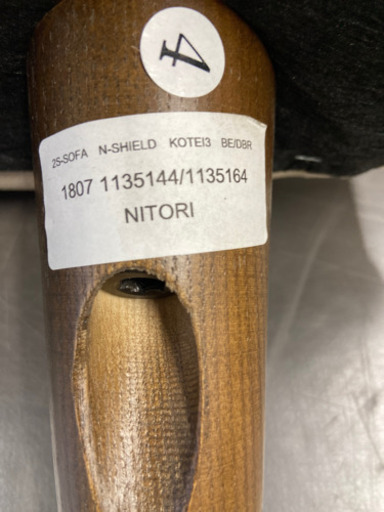 4
2S-SOFA N-SHIELD KOTEI3 BE/DBR
1807 1135144/1135164
NITORI